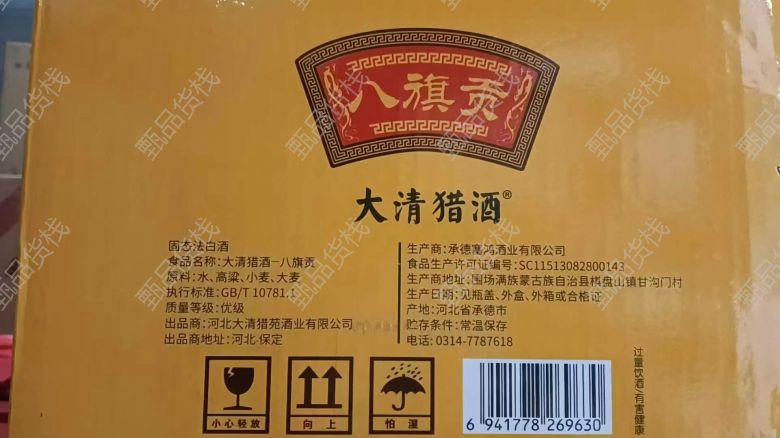 八旗贡
大清猎酒®
固态法白酒
食品名称:大清猎酒-八旗贡
原料:水、高粱、小麦、大麦
执行标准:GB/T 10781.1
质量等级:优级
出品商:河北大清猎苑酒业有限公司
出品商地址:河北·保定
生产商:承德塞鸿酒业有限公司
食品生产许可证编号:SC11513082800143
生产商地址:围场满族蒙古族自治县棋盘山镇甘沟门村
生产日期:见瓶盖、外盒、外箱或合格证
产地:河北省承德市
贮存条件:常温保存
电话:0314-7787618
过量饮酒/有害健康
小心轻放
向上
怕湿
6 941778 269630
甄品货栈